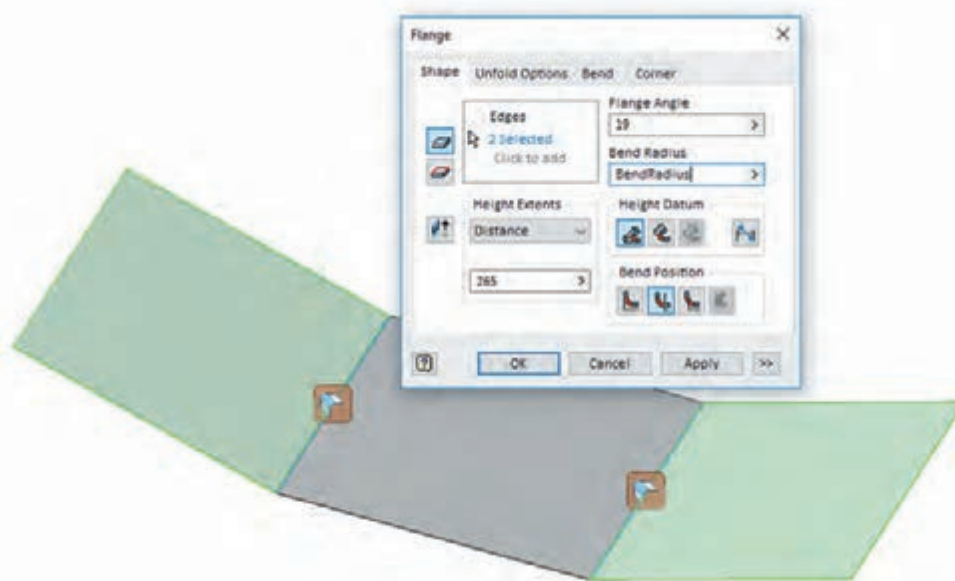 Flange
Shape Unfold Options Bend Corner
Edges
2 Selected
Click to add
Flange Angle
19
Bend Radius
BendRadius
Height Extents
Distance
265
Height Datum
Bend Position
OK Cancel Apply >>